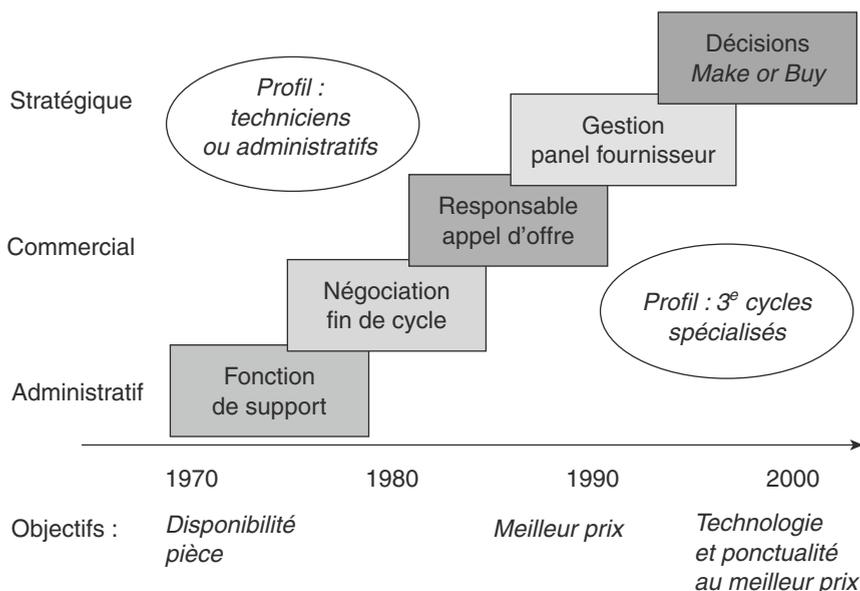 Décisions
Make or Buy
Stratégique
Profil :
techniciens
ou administratifs
Gestion
panel fournisseur
Responsable
appel d'offre
Commercial
Négociation
fin de cycle
Profil : 3e cycles
spécialisés
Administratif
Fonction
de support
1970 1980 1990 2000
Objectifs :
Disponibilité
pièce
Meilleur prix
Technologie
et ponctualité
au meilleur prix